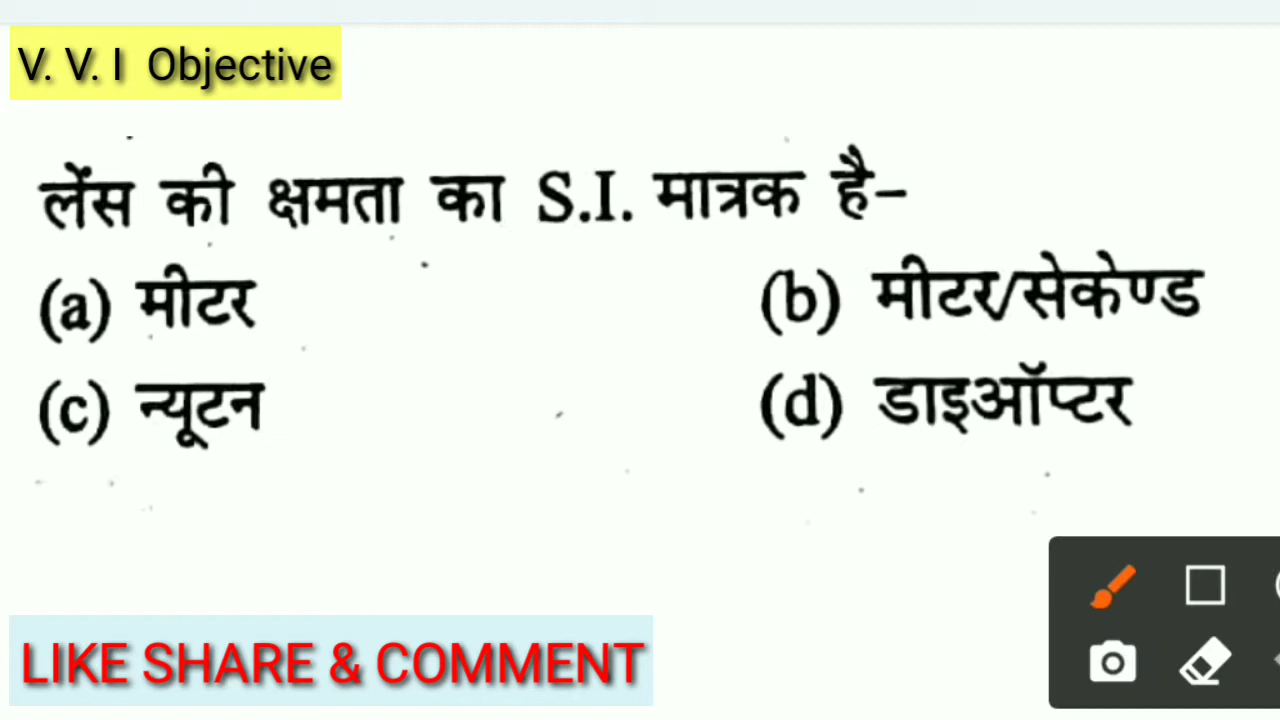 V. V. I Objective
लेंस की क्षमता का S.I. मात्रक है–
(a) मीटर (b) मीटर/सेकेण्ड
(c) न्यूटन (d) डाइऑप्टर
LIKE SHARE & COMMENT